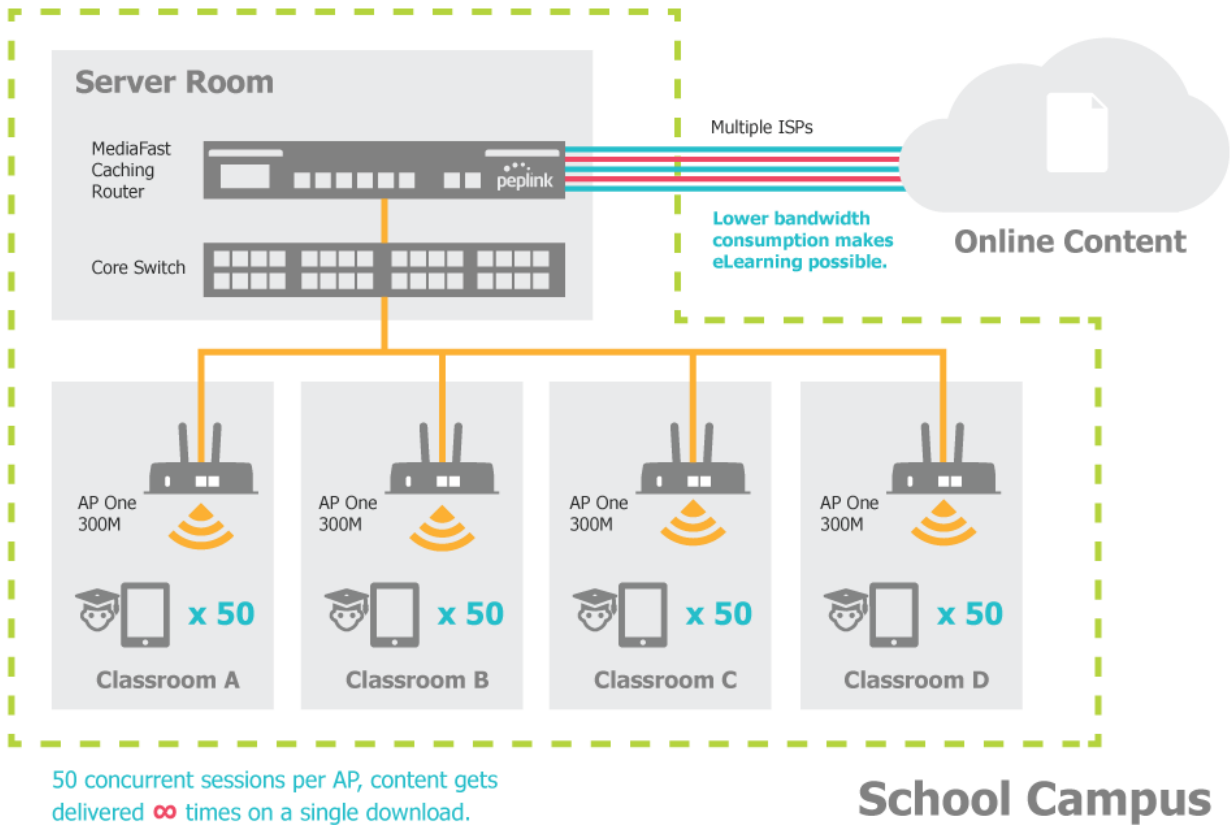 Server Room
MediaFast
Caching
Router
peplink
Core Switch
Multiple ISPs
Lower bandwidth
consumption makes
eLearning possible.
Online Content
AP One
300M
x 50
Classroom A
AP One
300M
x 50
Classroom B
AP One
300M
x 50
Classroom C
AP One
300M
x 50
Classroom D
50 concurrent sessions per AP, content gets
delivered ∞ times on a single download.
School Campus